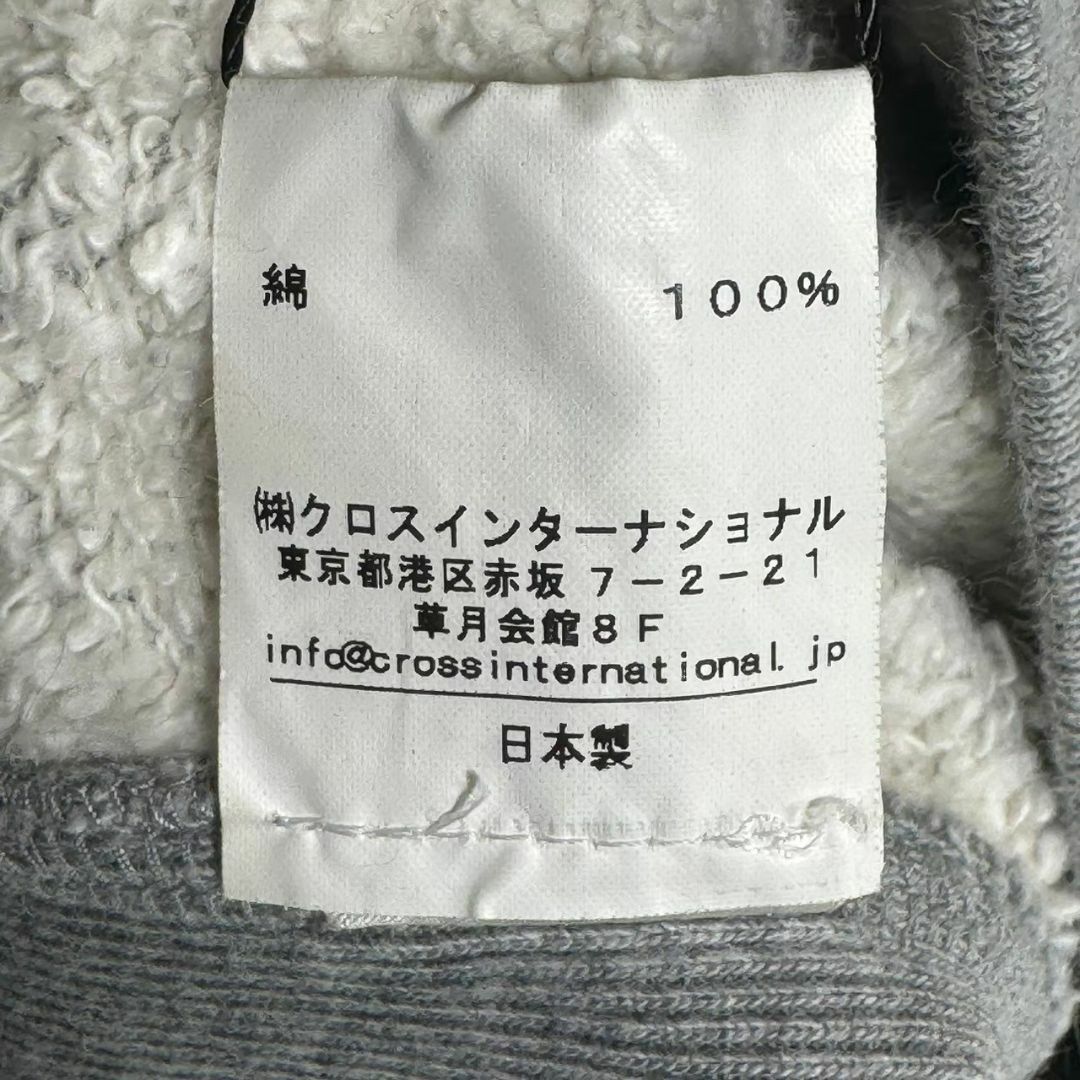 綿 100%
㈱クロスインターナショナル
東京都港区赤坂 7-2-21
草月会館8F
info@crossinternational.jp
日本製